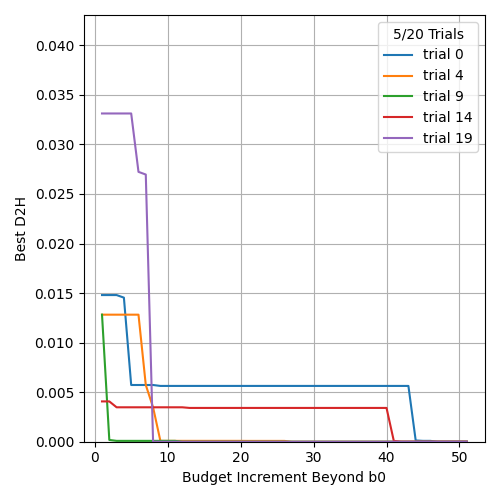 5/20 Trials
trial 0
trial 4
trial 9
trial 14
trial 19
0.040
0.035
0.030
0.025
0.020
0.015
0.010
0.005
0.000
Best D2H
0 10 20 30 40 50
Budget Increment Beyond b0